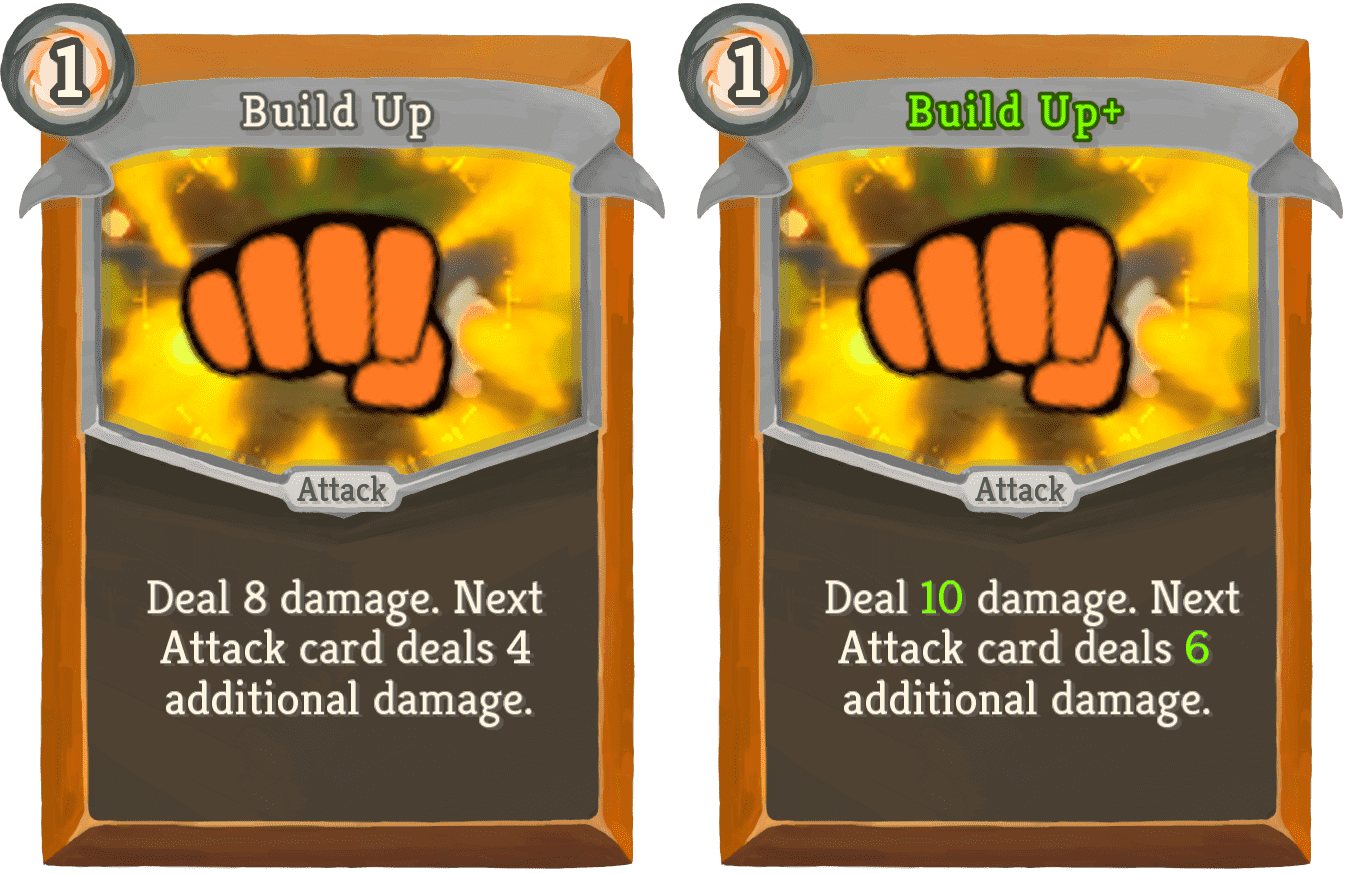 1
Build Up
Attack
Deal 8 damage. Next
Attack card deals 4
additional damage.
1
Build Up+
Attack
Deal 10 damage. Next
Attack card deals 6
additional damage.